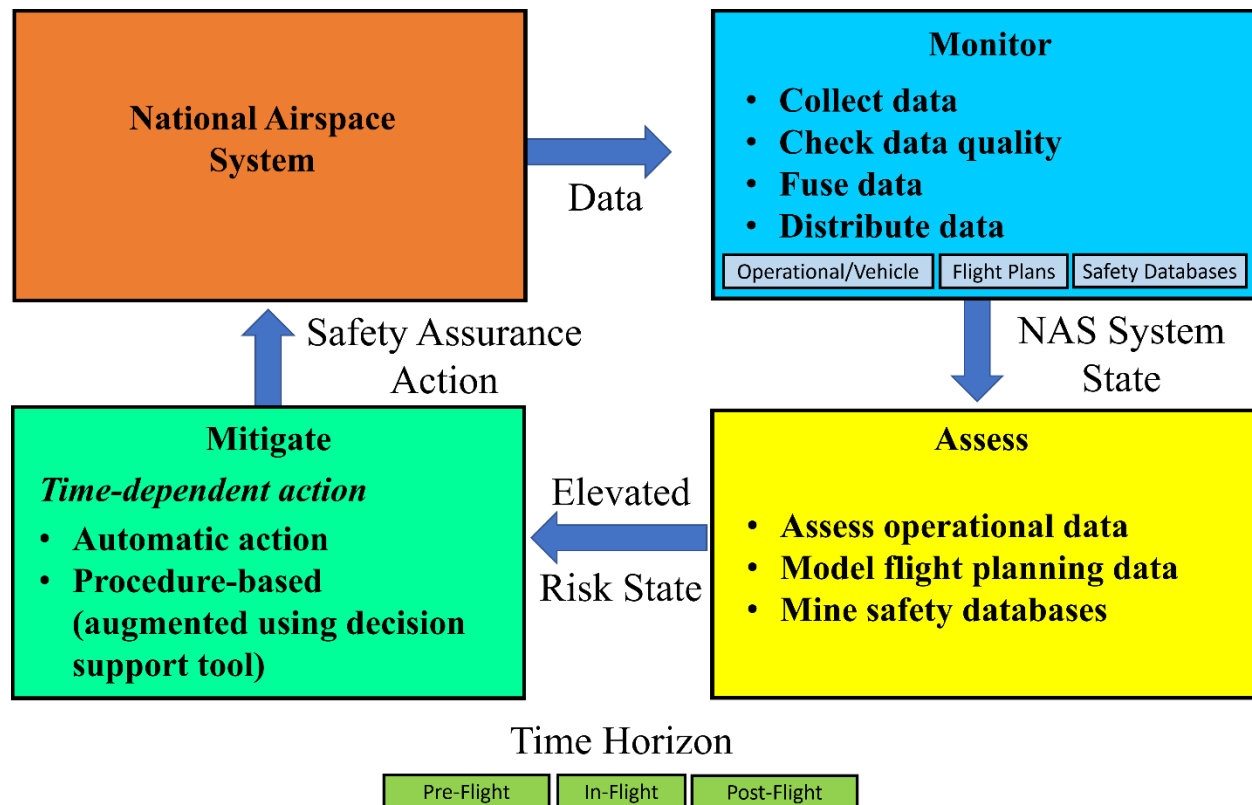 National Airspace
System
Data
Monitor
• Collect data
• Check data quality
• Fuse data
• Distribute data
Operational/Vehicle
Flight Plans
Safety Databases
NAS System
State
Assess
• Assess operational data
• Model flight planning data
• Mine safety databases
Elevated
Risk State
Mitigate
Time-dependent action
• Automatic action
• Procedure-based
(augmented using decision
support tool)
Safety Assurance
Action
Time Horizon
Pre-Flight
In-Flight
Post-Flight